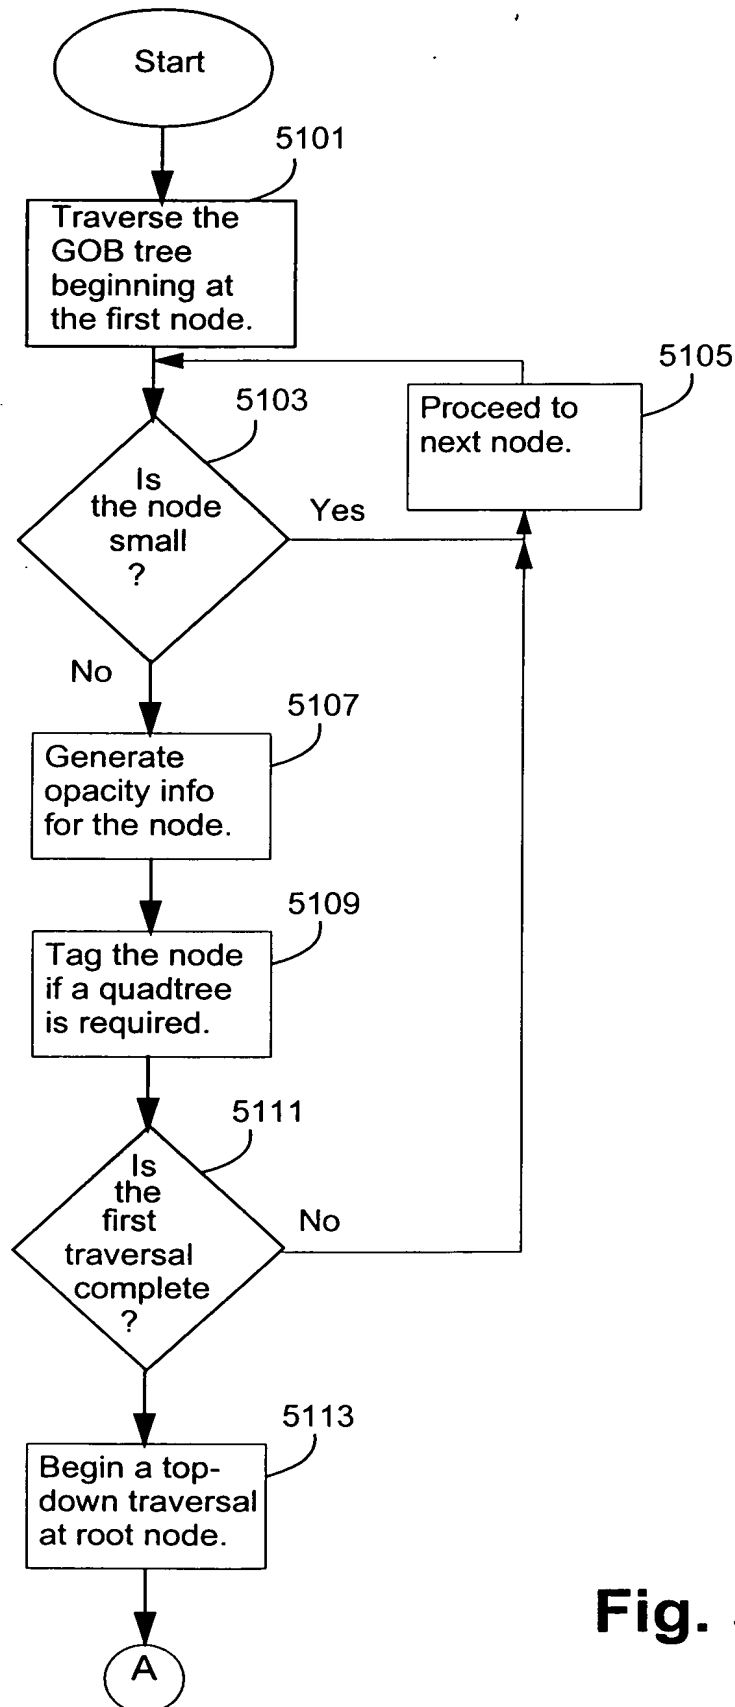 Start
5101
Traverse the
GOB tree
beginning at
the first node.
5105
Proceed to
next node.
5103
Is
the node
small
?
Yes
No
5107
Generate
opacity info
for the node.
5109
Tag the node
if a quadtree
is required.
5111
Is
the
first
traversal
complete
?
No
5113
Begin a top-
down traversal
at root node.
A
Fig.